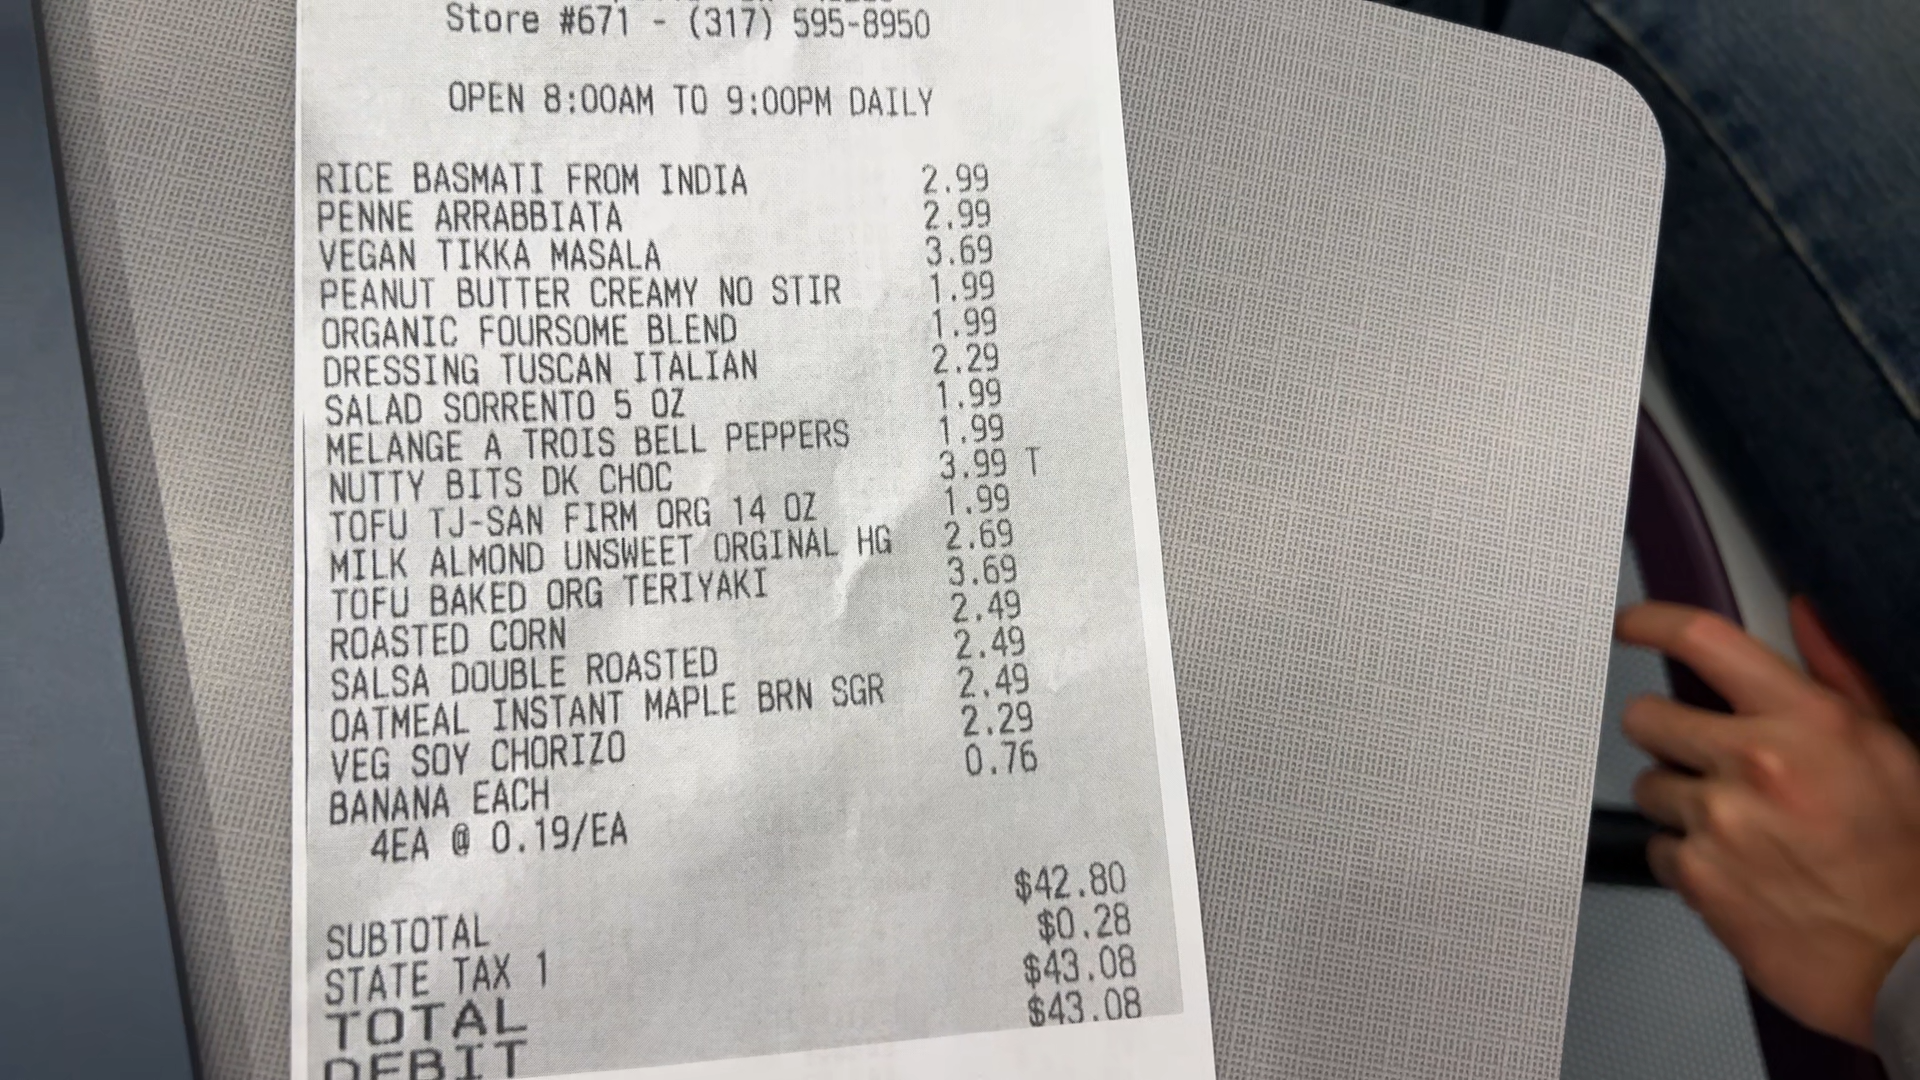 Store #671 - (317) 595-8950
OPEN 8:00AM TO 9:00PM DAILY
RICE BASMATI FROM INDIA 2.99
PENNE ARRABBIATA 2.99
VEGAN TIKKA MASALA 3.69
PEANUT BUTTER CREAMY NO STIR 1.99
ORGANIC FOURSOME BLEND 1.99
DRESSING TUSCAN ITALIAN 2.29
SALAD SORRENTO 5 OZ 1.99
MELANGE A TROIS BELL PEPPERS 1.99
NUTTY BITS DK CHOC 3.99 T
TOFU TJ-SAN FIRM ORG 14 OZ 1.99
MILK ALMOND UNSWEET ORGINAL HG 2.69
TOFU BAKED ORG TERIYAKI 3.69
ROASTED CORN 2.49
SALSA DOUBLE ROASTED 2.49
OATMEAL INSTANT MAPLE BRN SGR 2.49
VEG SOY CHORIZO 2.29
BANANA EACH 0.76
4EA @ 0.19/EA
SUBTOTAL $42.80
STATE TAX 1 $0.28
TOTAL $43.08
DEBIT $43.08